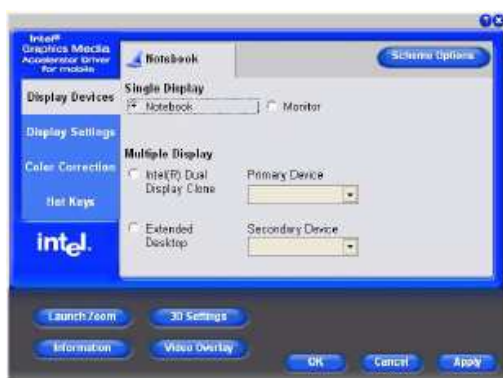 Intel®
Graphics Media
Accelerator Driver
for mobile
Notebook
Scheme Options
Display Devices
Display Settings
Color Correction
Hot Keys
intel.
Single Display
Notebook
Monitor
Multiple Display
Intel(R) Dual
Display Clone
Primary Device
Extended
Desktop
Secondary Device
Launch Zoom
3D Settings
Information
Video Overlay
OK
Cancel
Apply